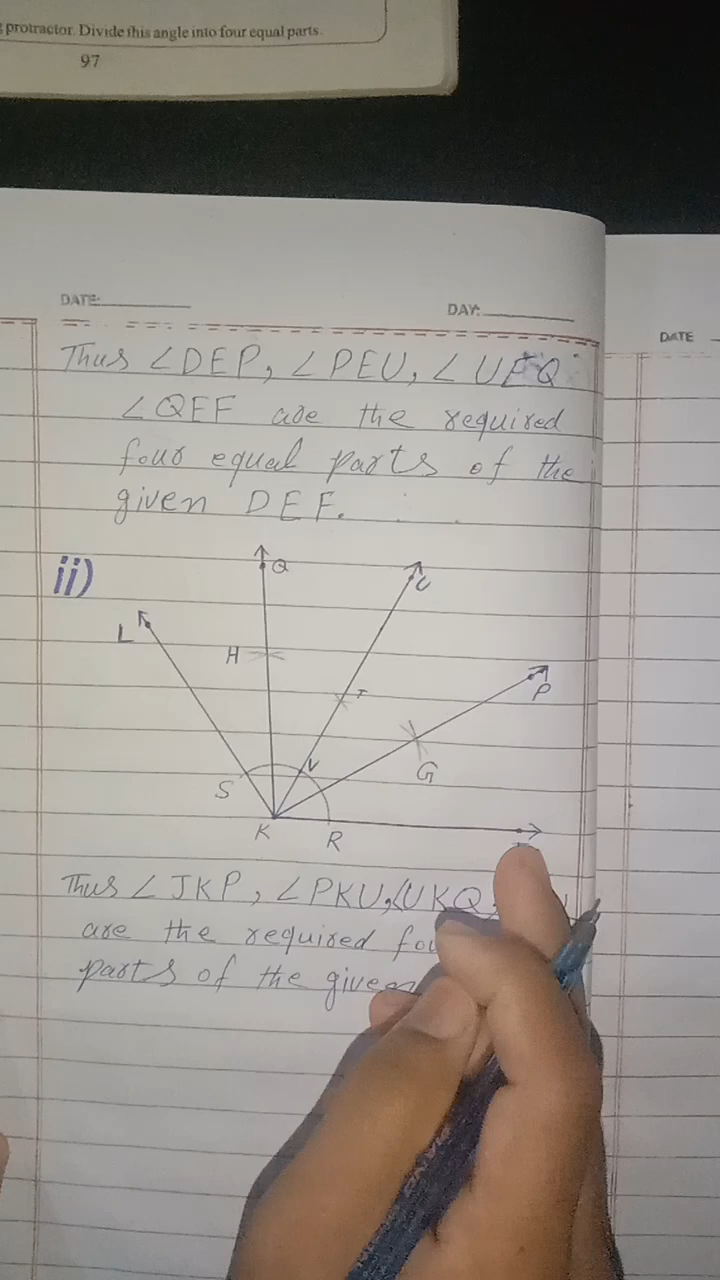 protractor. Divide this angle into four equal parts.
97
DATE:
DAY:
DATE
Thus ∠DEP, ∠PEU, ∠UEQ
∠QEF are the required
four equal parts of the
given DEF.
ii)
Q
U
L
H
T
P
V
G
S
K
R
Thus ∠JKP, ∠PKU, ∠UKQ,
are the required
parts of the given